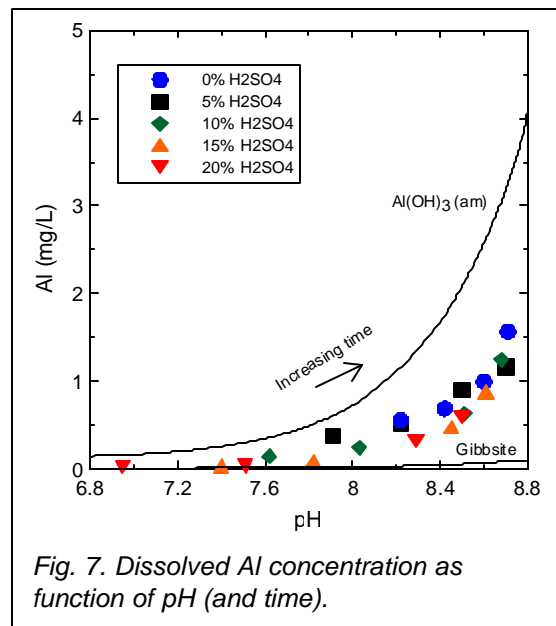 5
4
3
2
1
0
Al (mg/L)
0% H2SO4
5% H2SO4
10% H2SO4
15% H2SO4
20% H2SO4
Al(OH)3 (am)
Increasing time
Gibbsite
6.8 7.2 7.6 8 8.4 8.8
pH
Fig. 7. Dissolved Al concentration as
function of pH (and time).